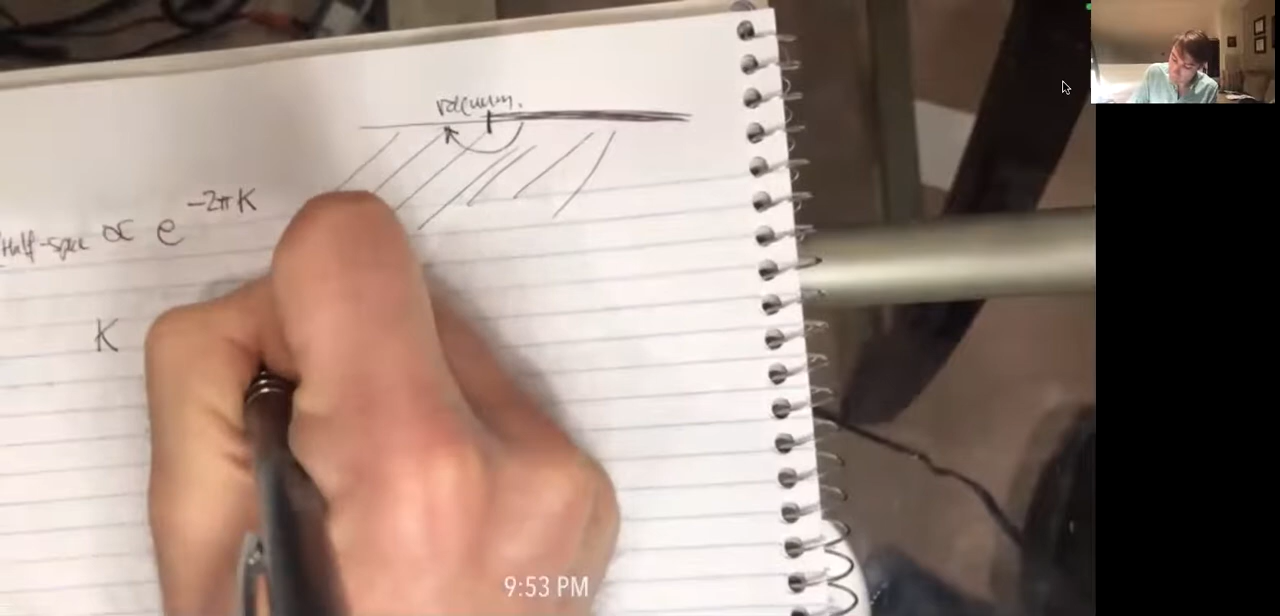 vacuum.
Half-space ∝ e^{-2πK}
K
9:53 PM